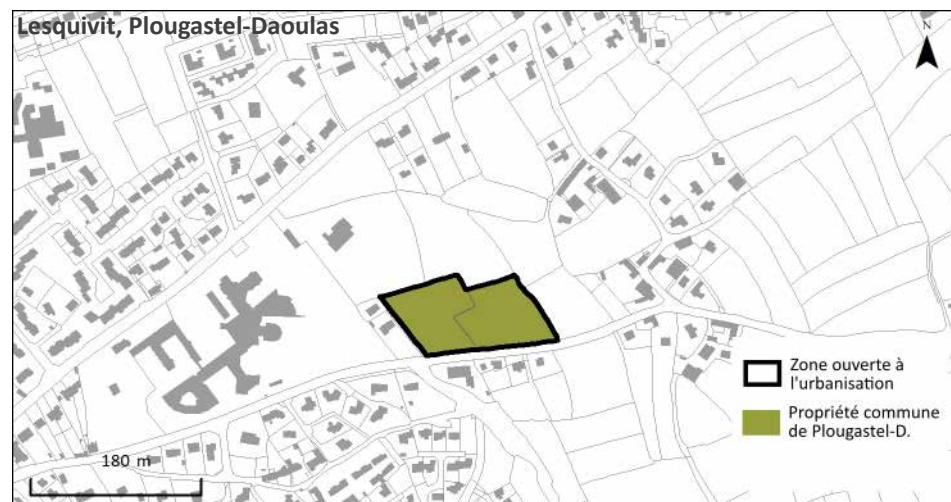 Lesquivit, Plougastel-Daoulas
N
Zone ouverte à
l'urbanisation
Propriété commune
de Plougastel-D.
180 m